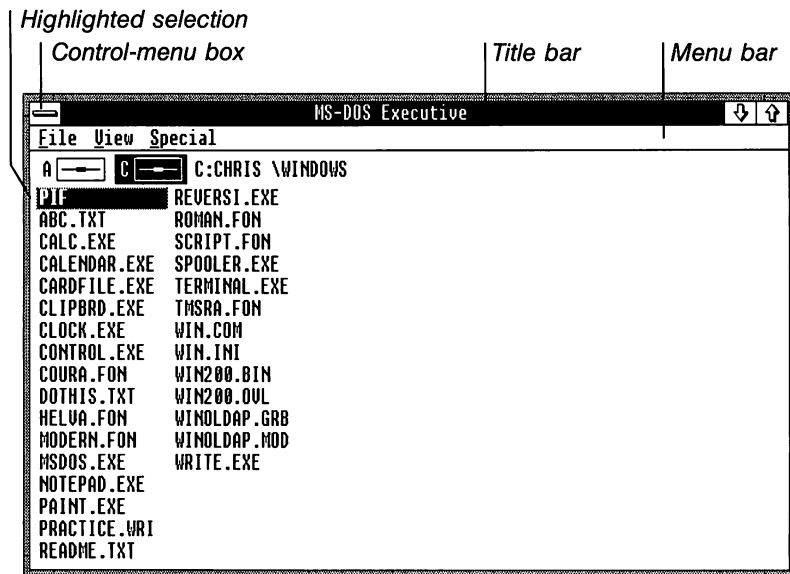 Highlighted selection
Control-menu box Title bar Menu bar
MS-DOS Executive
File View Special
A C C:CHRIS \WINDOWS
PIF REVERSI.EXE
ABC.TXT ROMAN.FON
CALC.EXE SCRIPT.FON
CALENDAR.EXE SPOOLER.EXE
CARDFILE.EXE TERMINAL.EXE
CLIPBRD.EXE TMSRA.FON
CLOCK.EXE WIN.COM
CONTROL.EXE WIN.INI
COURA.FON WIN200.BIN
DOTHIS.TXT WIN200.OVL
HELVA.FON WINOLDAP.GRB
MODERN.FON WINOLDAP.MOD
MSDOS.EXE WRITE.EXE
NOTEPAD.EXE
PAINT.EXE
PRACTICE.WRI
README.TXT